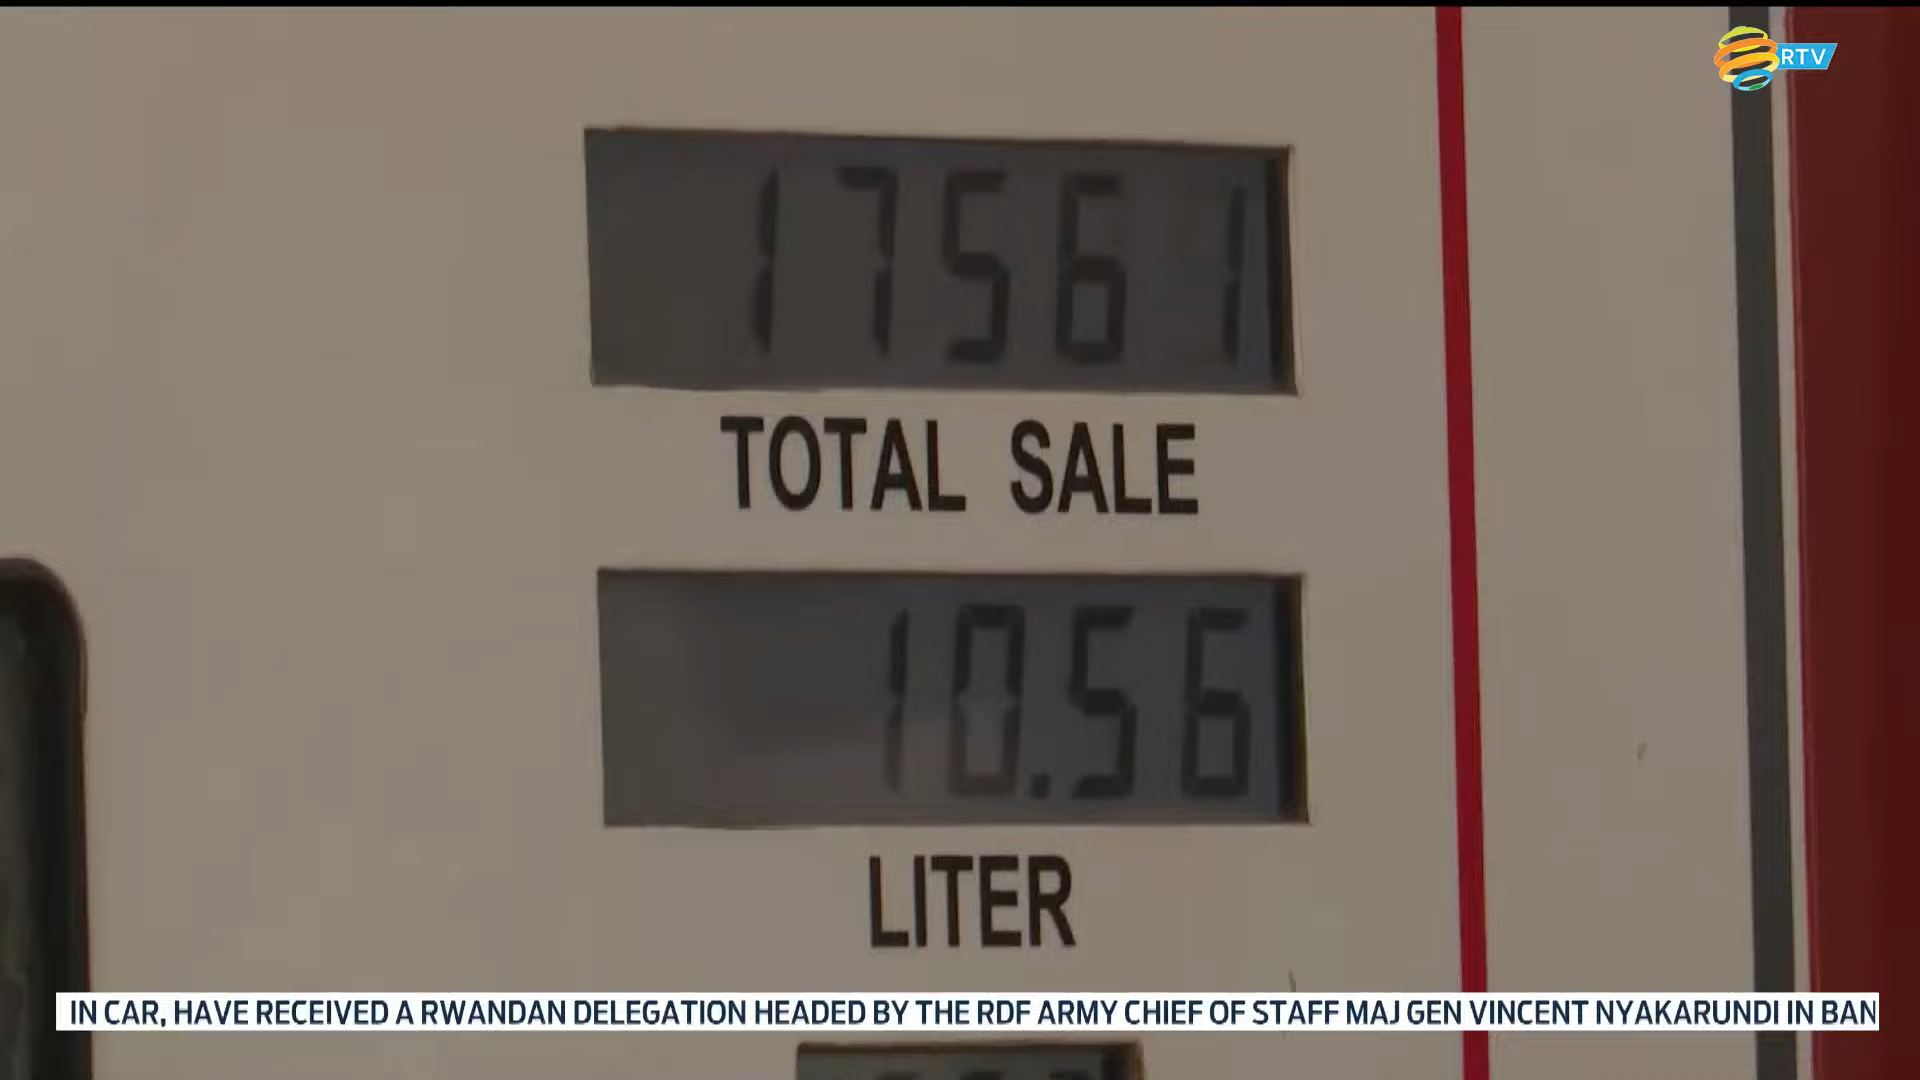 RTV
17561
TOTAL SALE
10.56
LITER
IN CAR, HAVE RECEIVED A RWANDAN DELEGATION HEADED BY THE RDF ARMY CHIEF OF STAFF MAJ GEN VINCENT NYAKARUNDI IN BAN